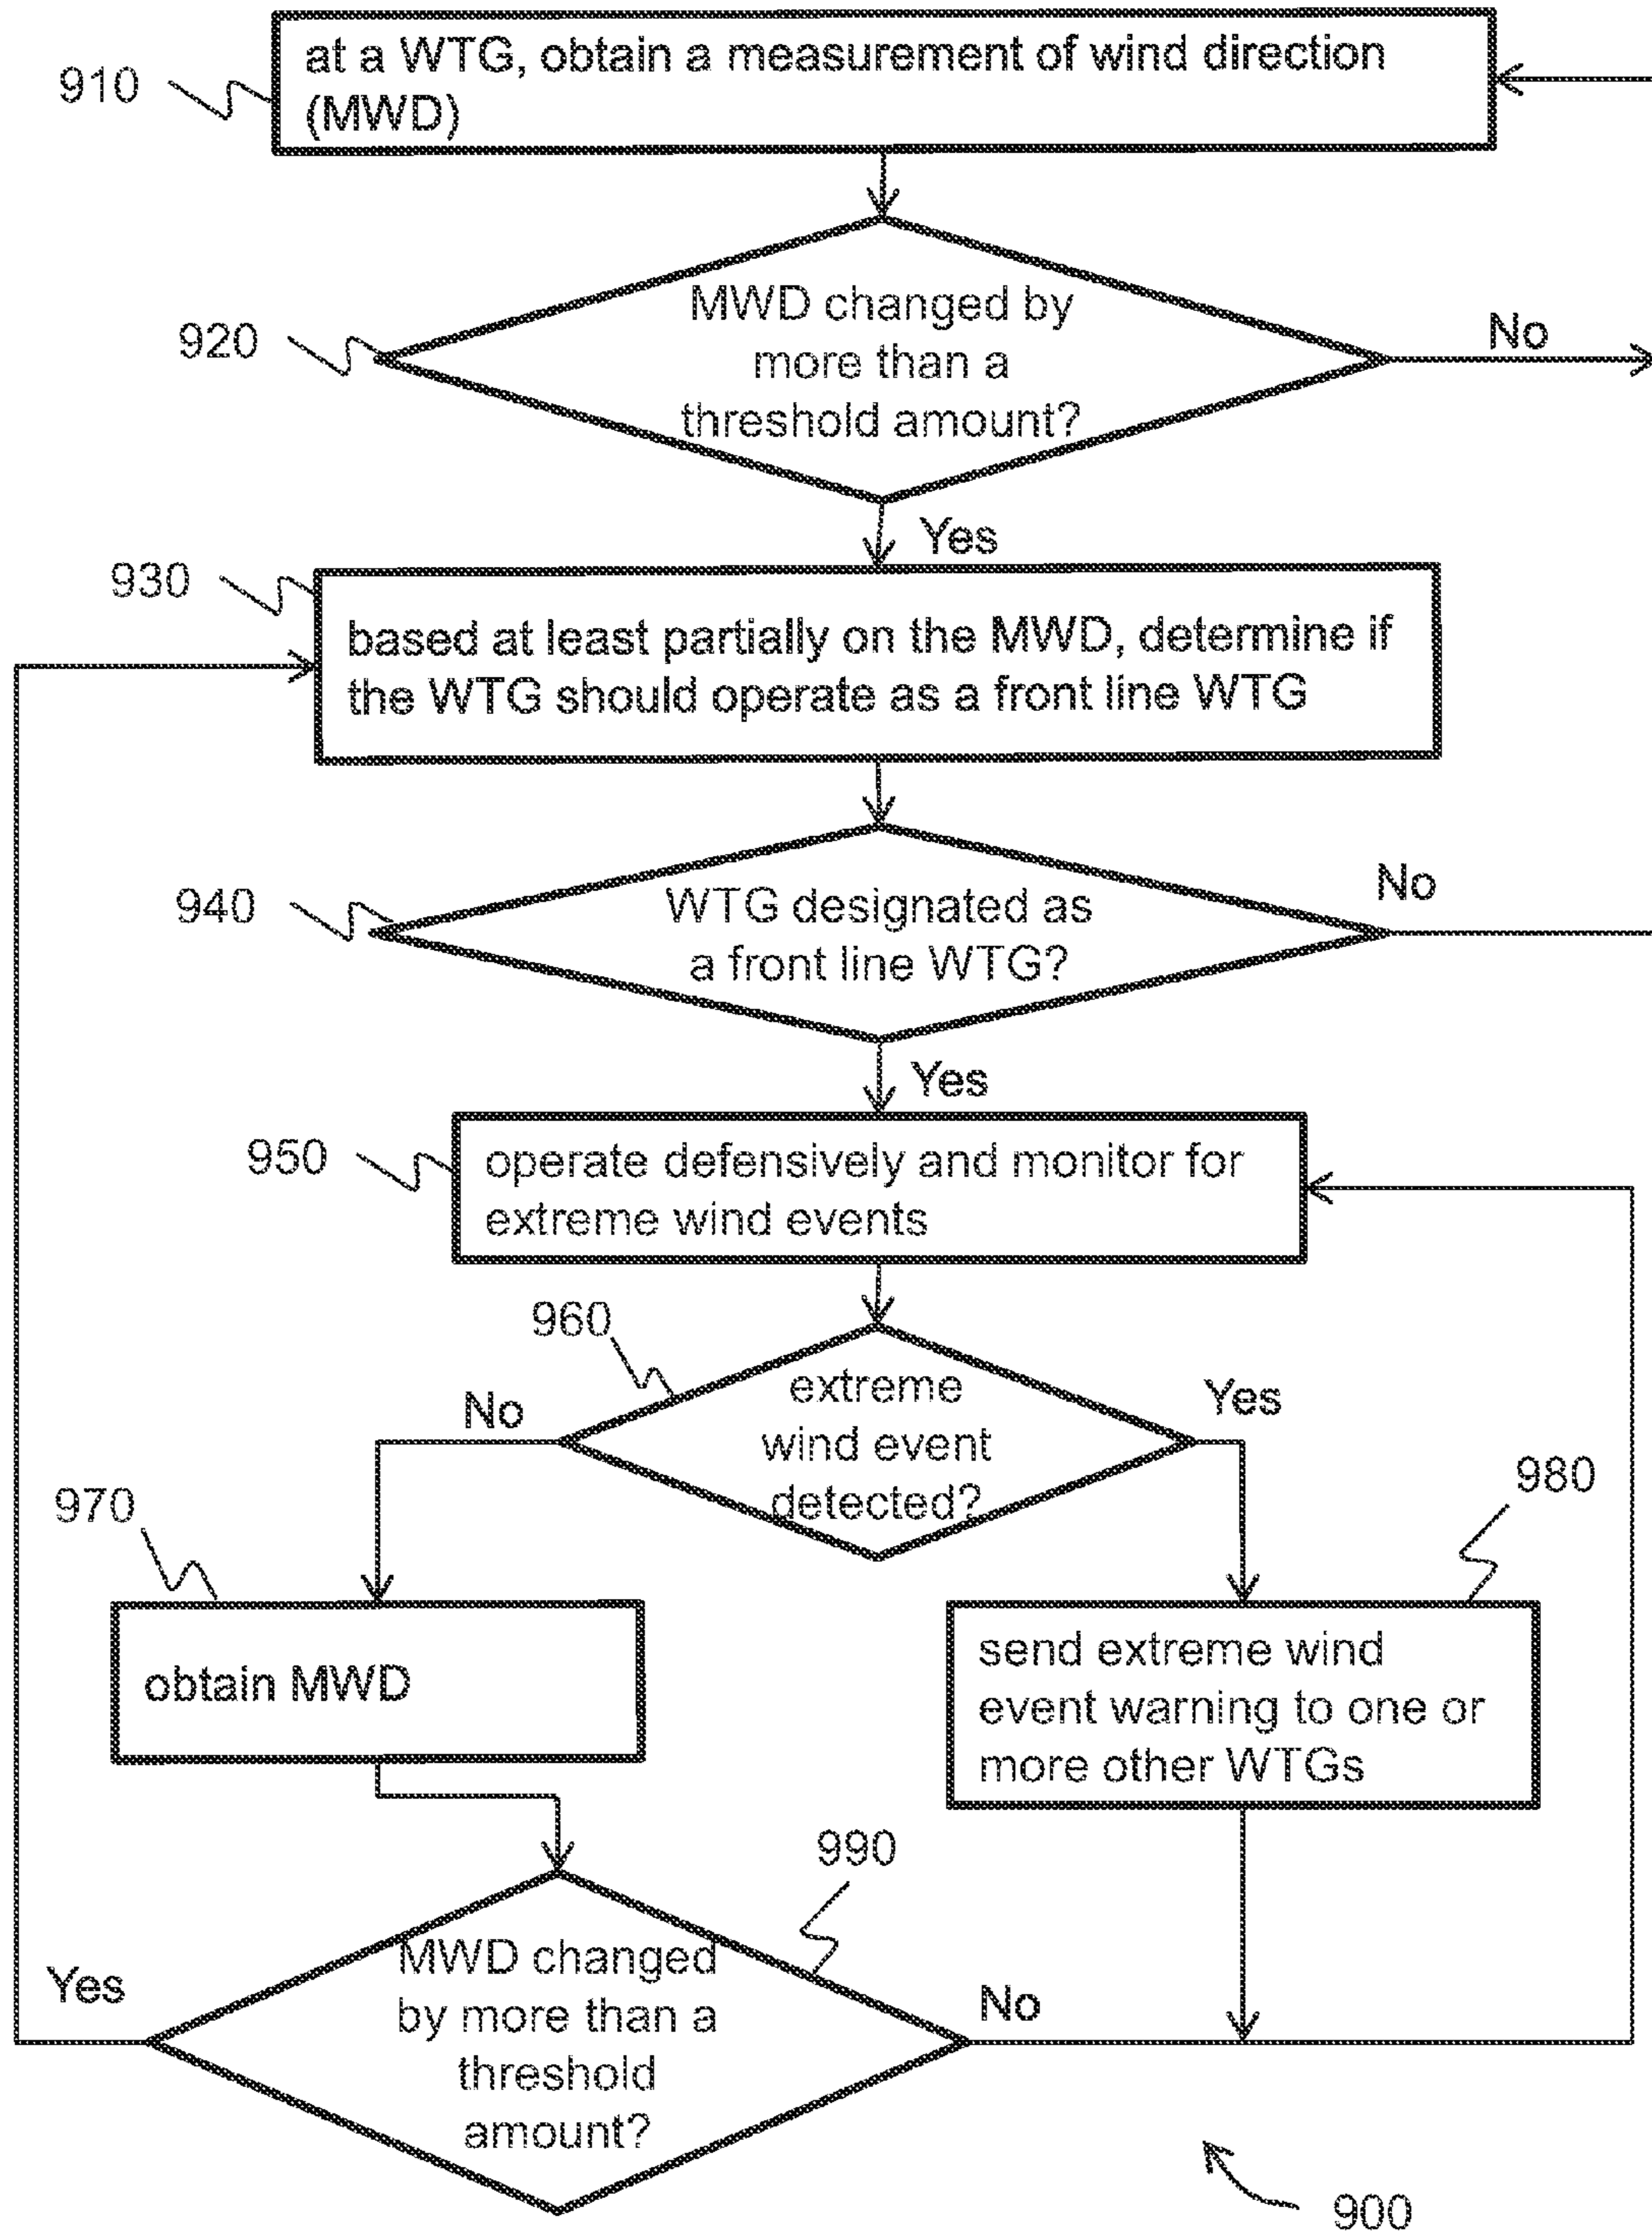 at a WTG, obtain a measurement of wind direction
(MWD)
910
MWD changed by
more than a
threshold amount?
920
No
Yes
930
based at least partially on the MWD, determine if
the WTG should operate as a front line WTG
940
WTG designated as
a front line WTG?
No
Yes
950
operate defensively and monitor for
extreme wind events
960
extreme
wind event
detected?
No
Yes
970
980
obtain MWD
send extreme wind
event warning to one or
more other WTGs
990
MWD changed
by more than a
threshold
amount?
Yes
No
900